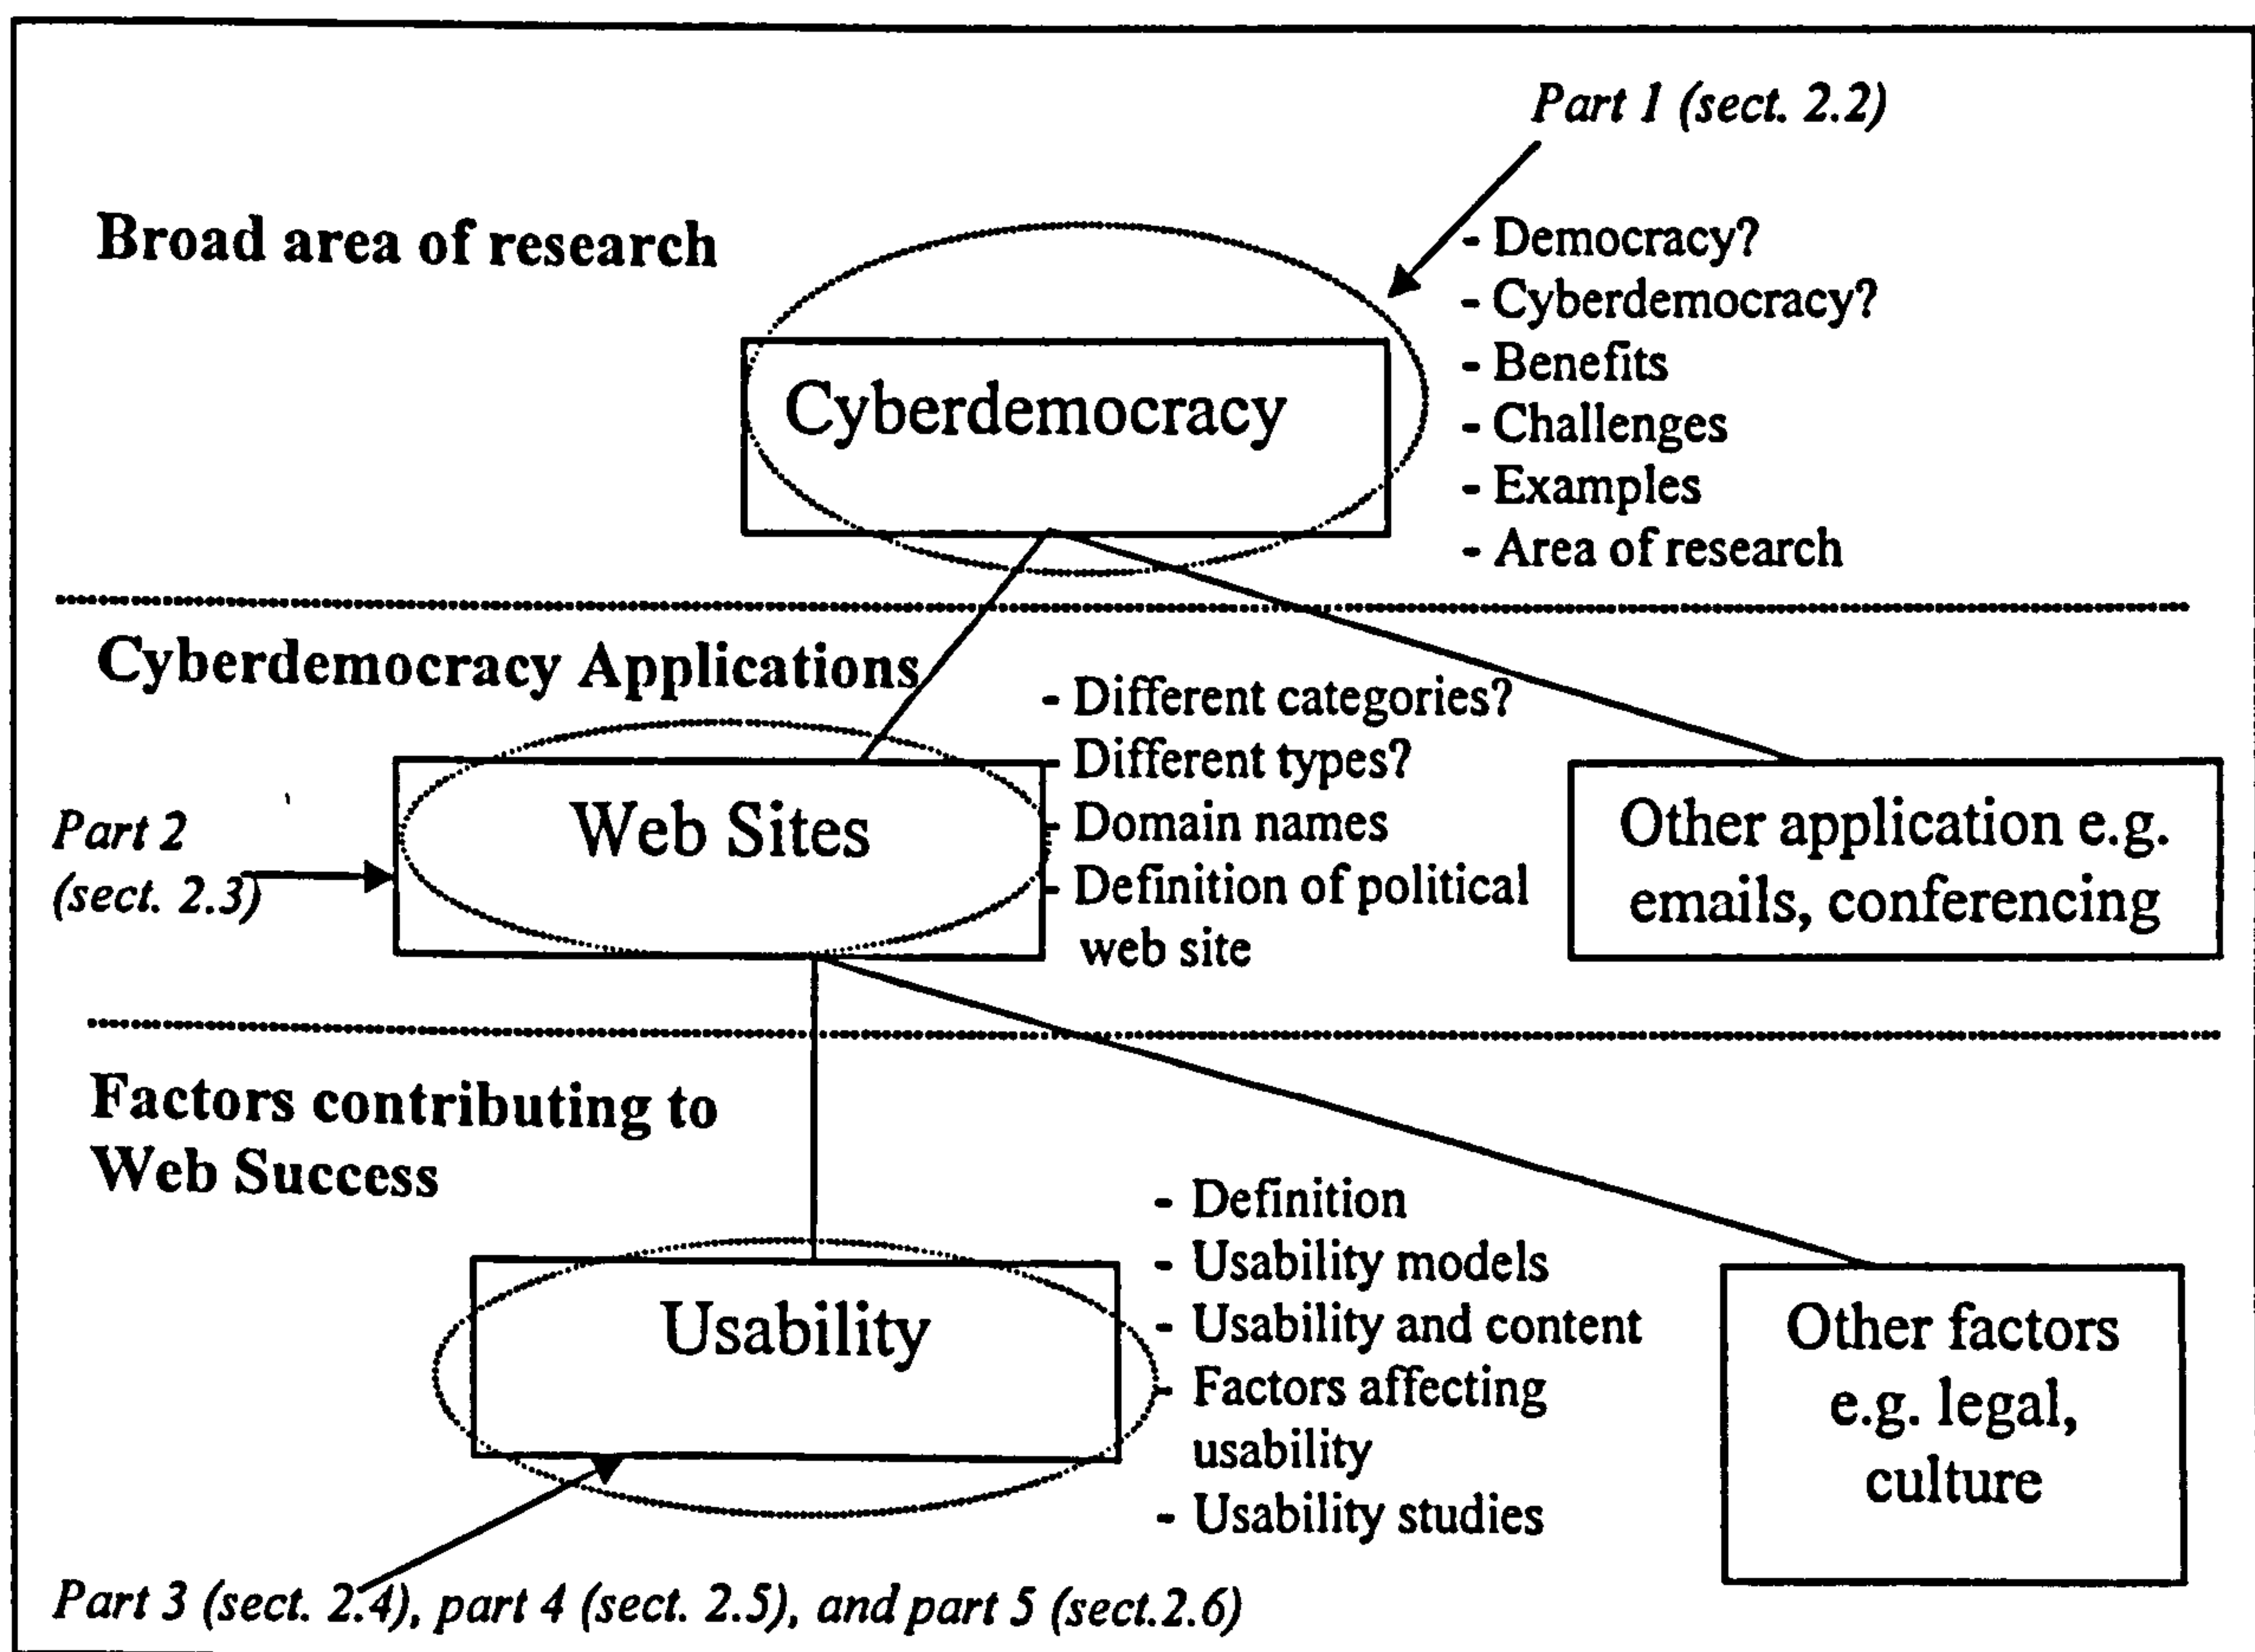 Part 1 (sect. 2.2)
Broad area of research
- Democracy?
- Cyberdemocracy?
- Benefits
- Challenges
- Examples
- Area of research
Cyberdemocracy
Cyberdemocracy Applications
- Different categories?
- Different types?
- Domain names
- Definition of political
web site
Part 2
(sect. 2.3)
Web Sites
Other application e.g.
emails, conferencing
Factors contributing to
Web Success
- Definition
- Usability models
- Usability and content
- Factors affecting
usability
- Usability studies
Usability
Other factors
e.g. legal,
culture
Part 3 (sect. 2.4), part 4 (sect. 2.5), and part 5 (sect.2.6)